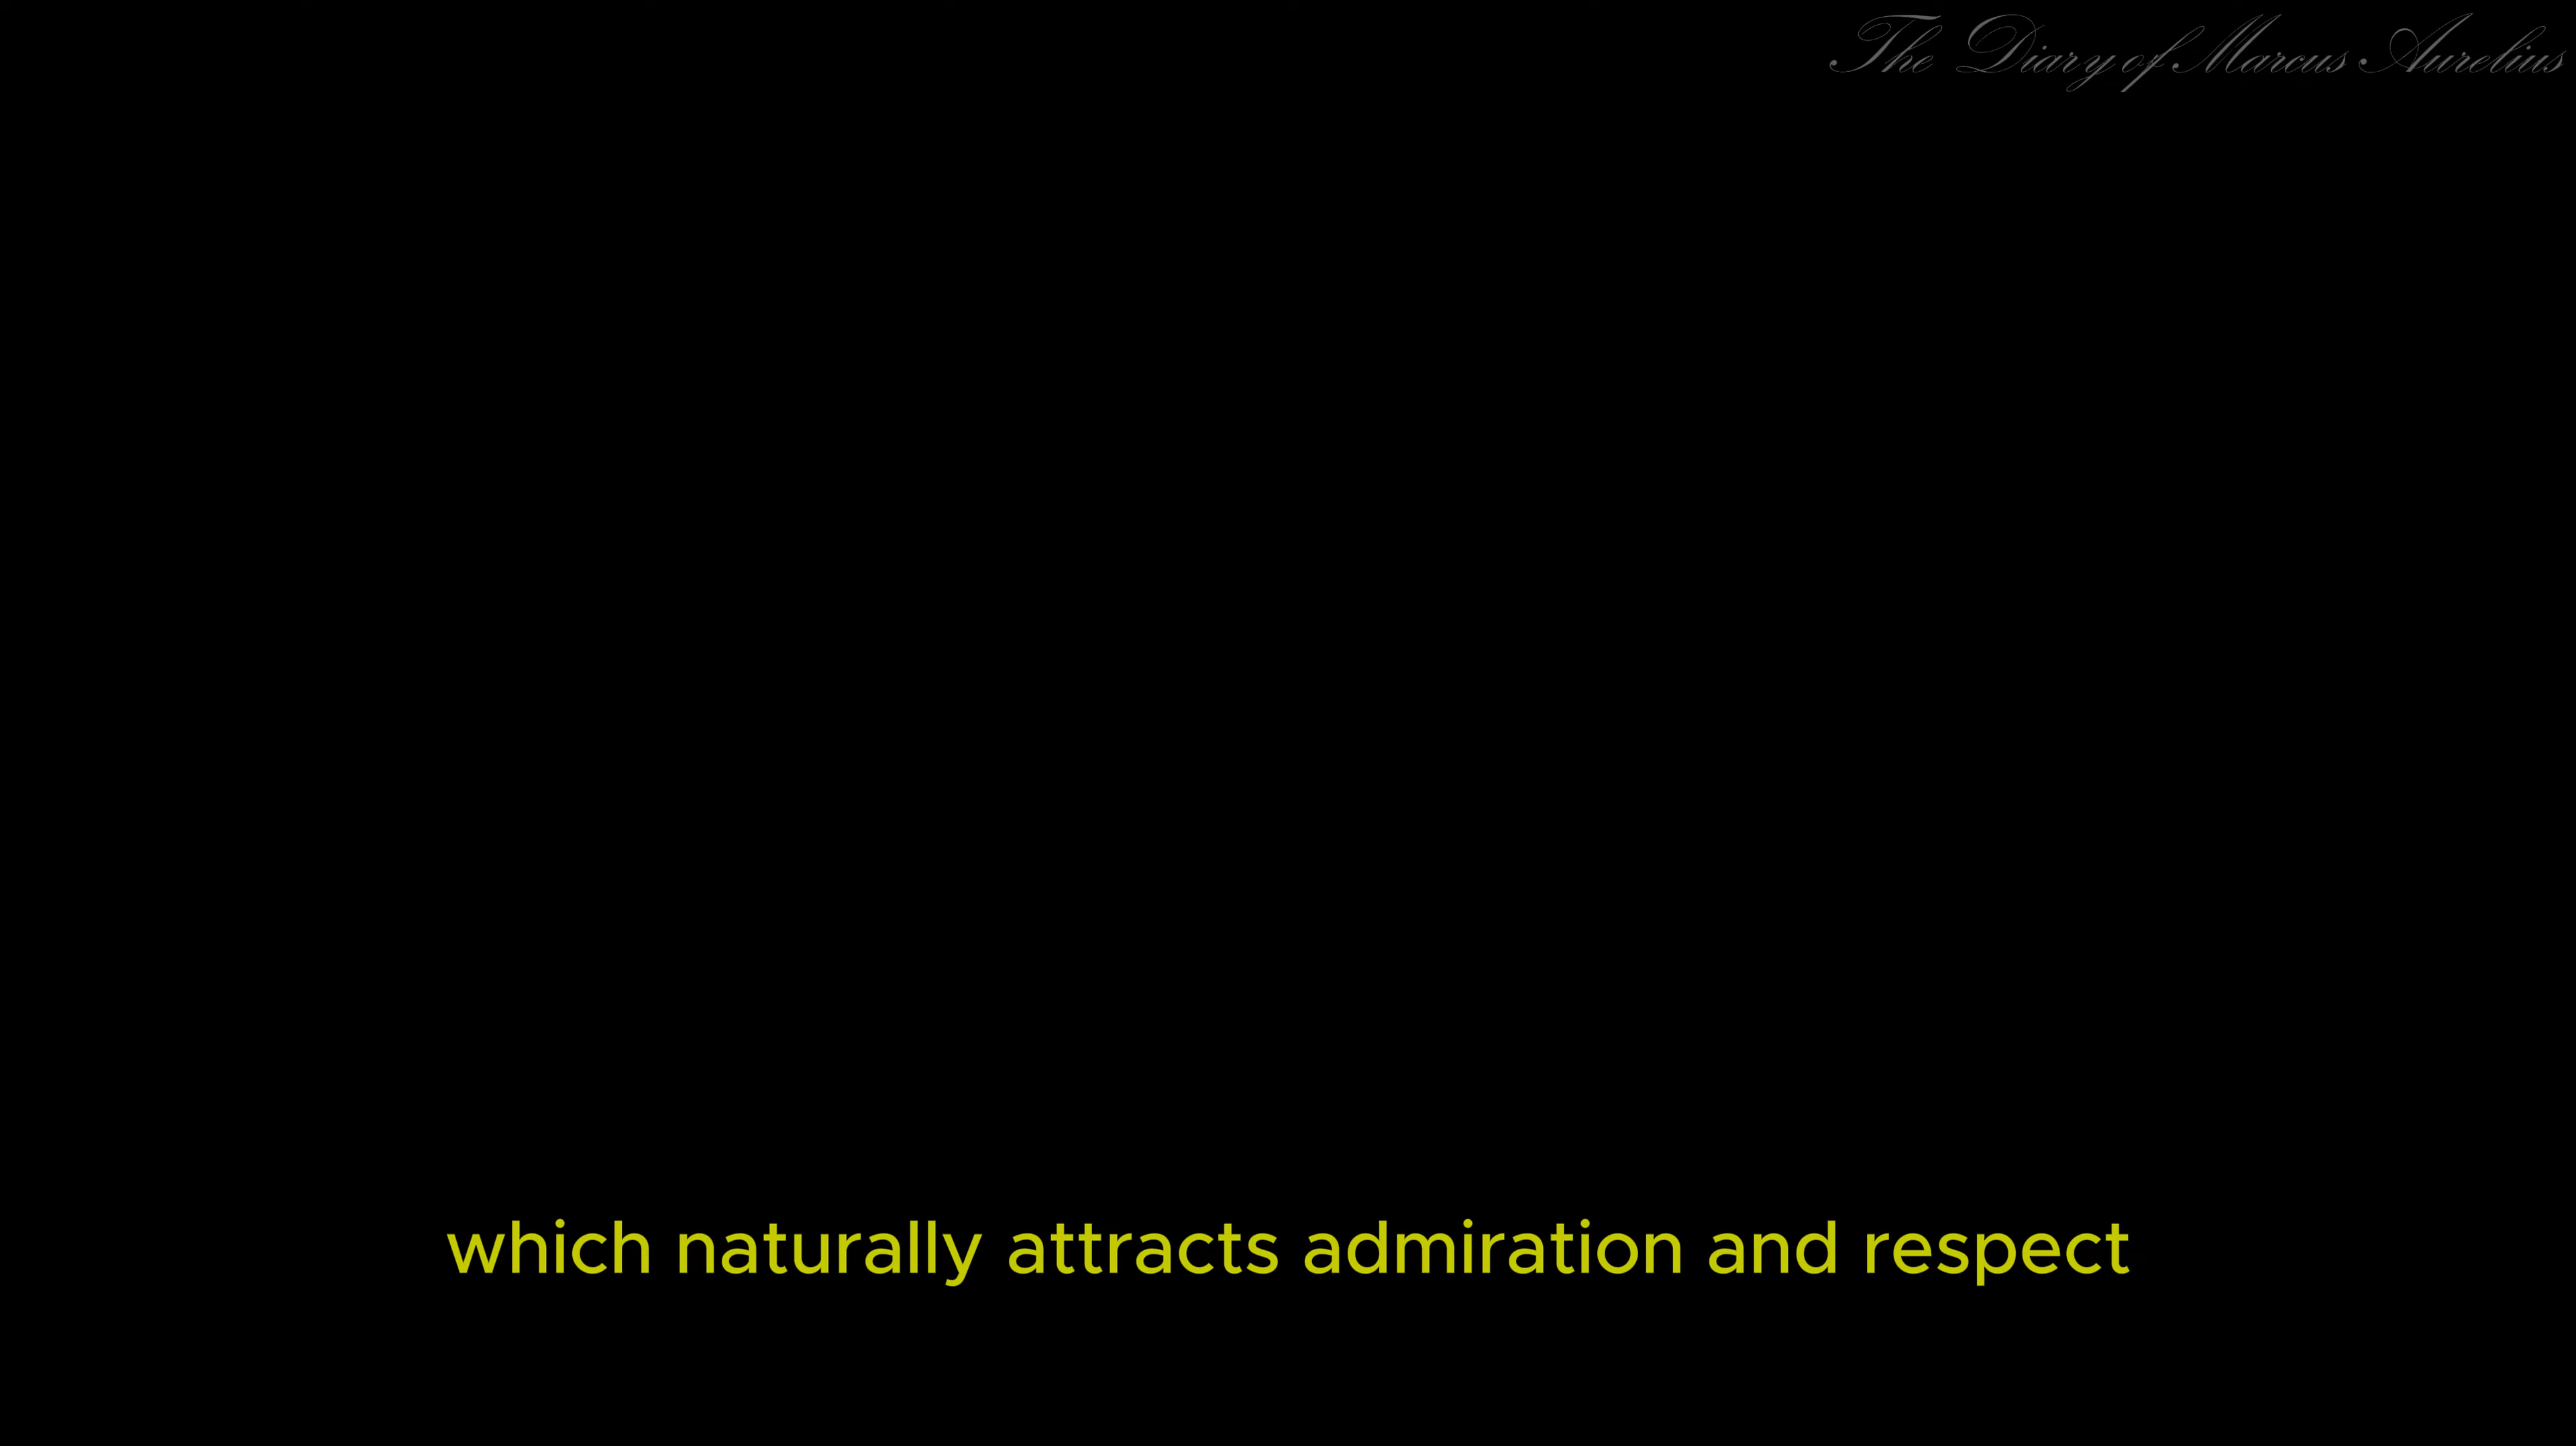 The Diary of Marcus Aurelius
which naturally attracts admiration and respect